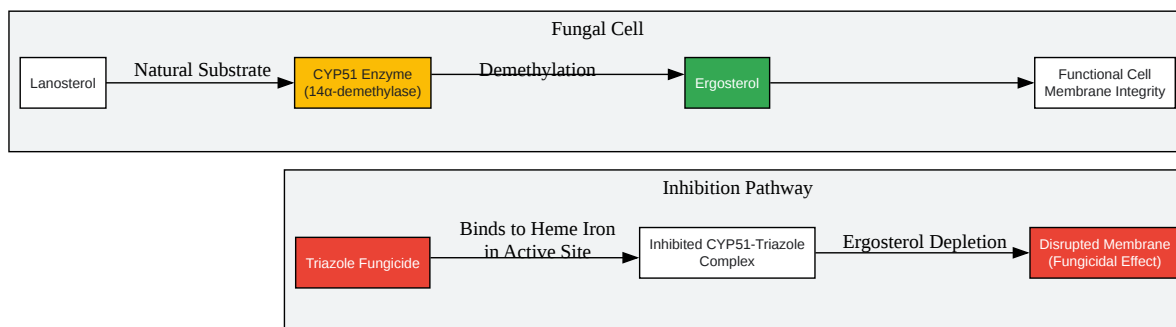 Fungal Cell
Lanosterol
Natural Substrate
CYP51 Enzyme
(14α-demethylase)
Demethylation
Ergosterol
Functional Cell
Membrane Integrity
Inhibition Pathway
Triazole Fungicide
Binds to Heme Iron
in Active Site
Inhibited CYP51-Triazole
Complex
Ergosterol Depletion
Disrupted Membrane
(Fungicidal Effect)